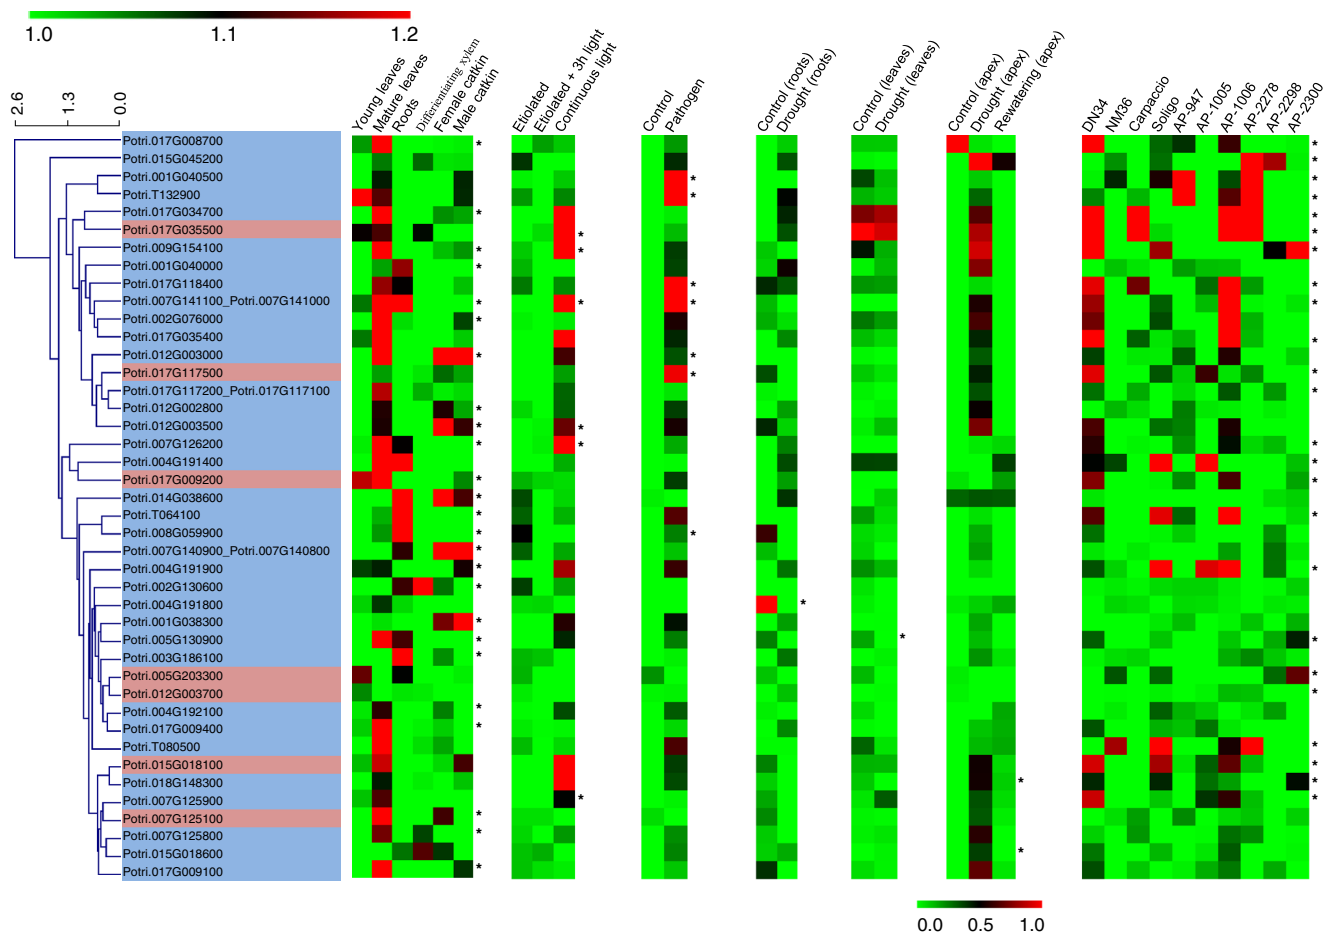 1.0 1.1 1.2
2.6 1.3 0.0
Young leaves
Mature leaves
Roots
Differientiating xylem
Female catkin
Male catkin
Etiolated
Etiolated + 3h light
Continuous light
Control
Pathogen
Control (roots)
Drought (roots)
Control (leaves)
Drought (leaves)
Control (apex)
Drought (apex)
Rewatering (apex)
DN34
NM36
Carpaccio
Soligo
AP-947
AP-1005
AP-1006
AP-2278
AP-2298
AP-2300
Potri.017G008700 * *
Potri.015G045200 *
Potri.001G040500 * *
Potri.T132900 * *
Potri.017G034700 * *
Potri.017G035500 * *
Potri.009G154100 * * *
Potri.001G040000 *
Potri.017G118400 * *
Potri.007G141100_Potri.007G141000 * * * *
Potri.002G076000 *
Potri.017G035400 *
Potri.012G003000 * *
Potri.017G117500 * *
Potri.017G117200_Potri.017G117100 *
Potri.012G002800 *
Potri.012G003500 * *
Potri.007G126200 * * *
Potri.004G191400 *
Potri.017G009200 * *
Potri.014G038600 *
Potri.T064100 * *
Potri.008G059900 * *
Potri.007G140900_Potri.007G140800 *
Potri.004G191900 * *
Potri.002G130600 *
Potri.004G191800 *
Potri.001G038300 *
Potri.005G130900 * * *
Potri.003G186100 *
Potri.005G203300 *
Potri.012G003700 *
Potri.004G192100 *
Potri.017G009400 *
Potri.T080500 *
Potri.015G018100 *
Potri.018G148300 * *
Potri.007G125900 * *
Potri.007G125100 *
Potri.007G125800 *
Potri.015G018600 *
Potri.017G009100 *
0.0 0.5 1.0